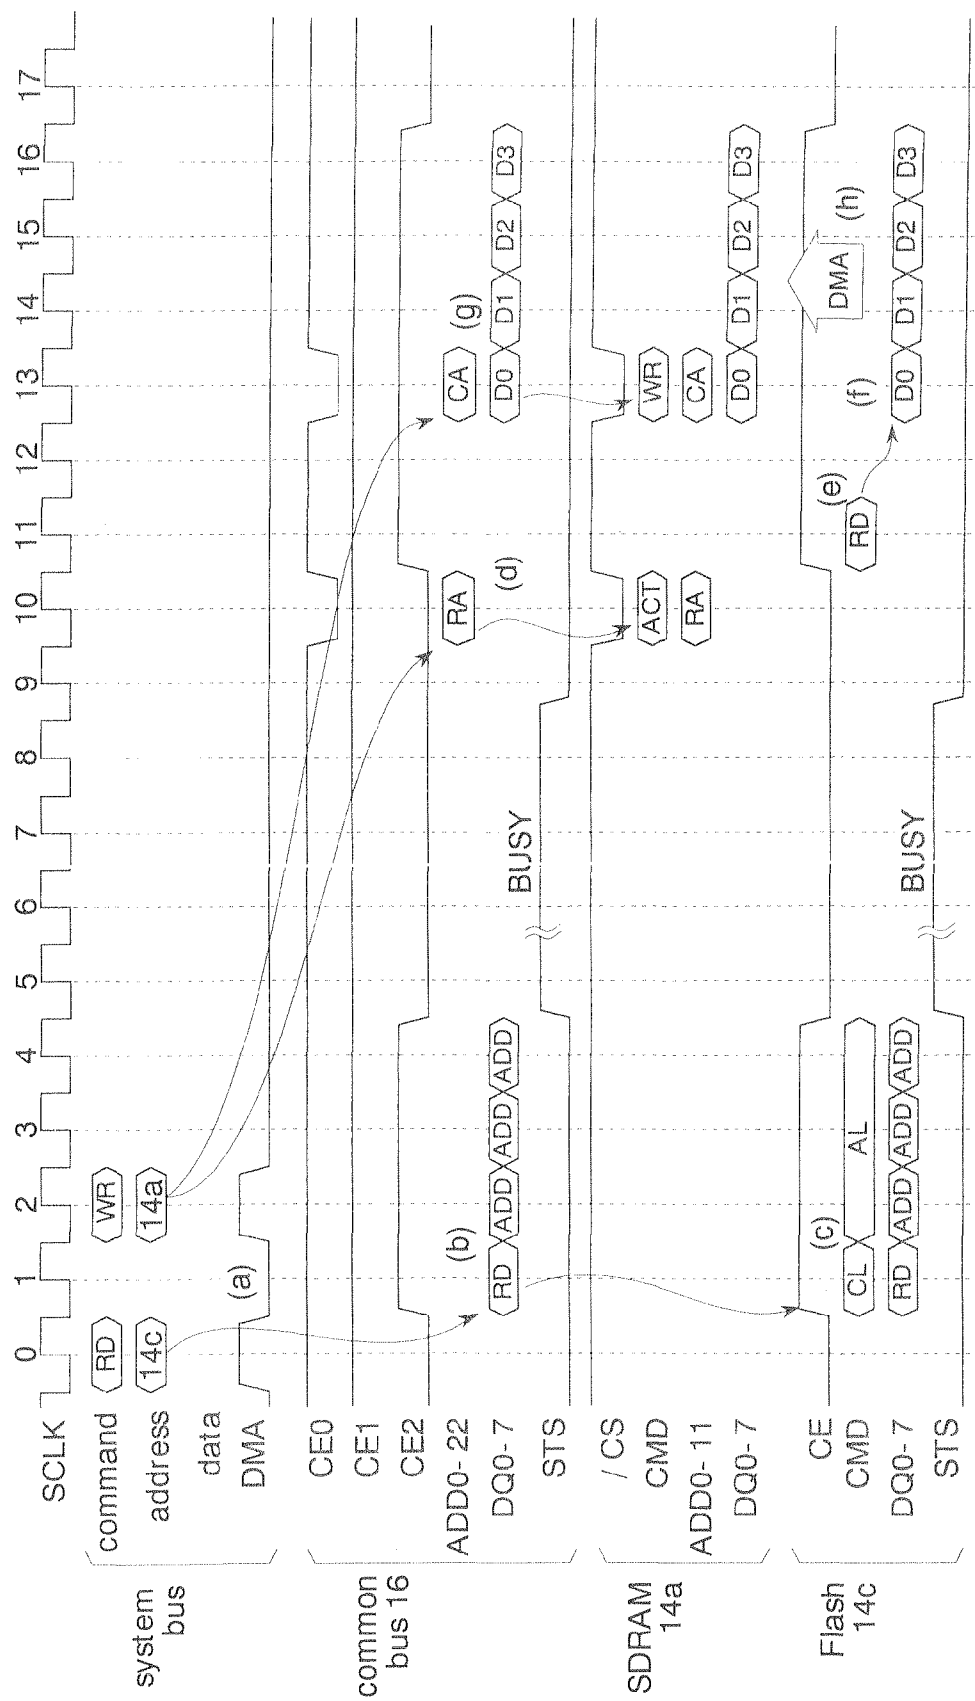 0 1 2 3 4 5 6 7 8 9 10 11 12 13 14 15 16 17
SCLK
system bus
command RD WR
address 14c 14a
data
DMA (a)
common bus 16
CE0
CE1
CE2
ADD0-22 (b) RA CA (g)
DQ0-7 RD ADD ADD ADD (d) D0 D1 D2 D3
STS BUSY
SDRAM 14a
/ CS
CMD ACT WR
ADD0-11 RA CA
DQ0-7 D0 D1 D2 D3
Flash 14c
CE (c) (e) DMA
CMD CL AL RD (f) (h)
DQ0-7 RD ADD ADD ADD D0 D1 D2 D3
STS BUSY